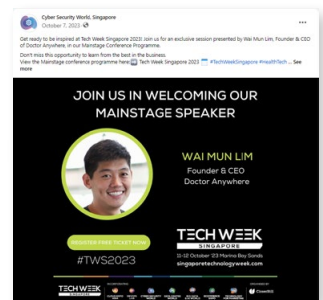 Cyber Security World, Singapore
October 7, 2023
Get ready to be inspired at Tech Week Singapore 2023! Join us for an exclusive session presented by Wai Mun Lim, Founder & CEO
of Doctor Anywhere, in our Mainstage Conference Programme.
Don't miss this opportunity to learn from the best in the business
View the Mainstage conference programme here: Tech Week Singapore 2023 #TechWeekSingapore #HealthTech ... See
more
JOIN US IN WELCOMING OUR
MAINSTAGE SPEAKER
WAI MUN LIM
Founder & CEO
Doctor Anywhere
REGISTER FREE TICKET NOW
#TWS2023
TECH WEEK
SINGAPORE
11-12 October '23 Marina Bay Sands
singaporetechnologyweek.com
TECH WEEK
SINGAPORE